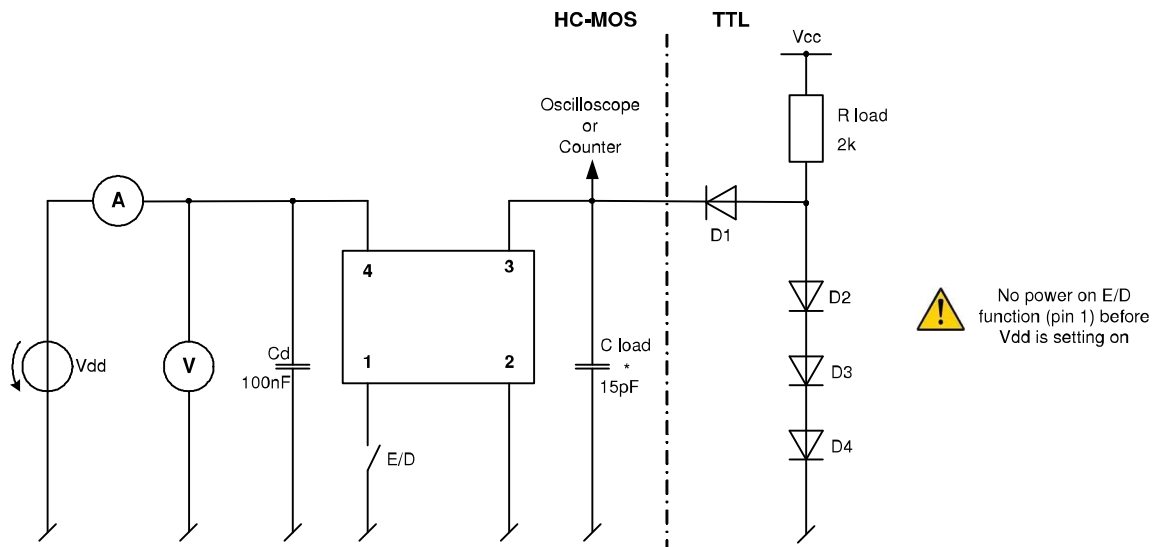 HC-MOS
TTL
Vcc
Oscilloscope
or
Counter
R load
2k
A
D1
4
3
D2
No power on E/D
function (pin 1) before
Vdd is setting on
Vdd
V
Cd
100nF
1
2
C load
*
15pF
D3
E/D
D4